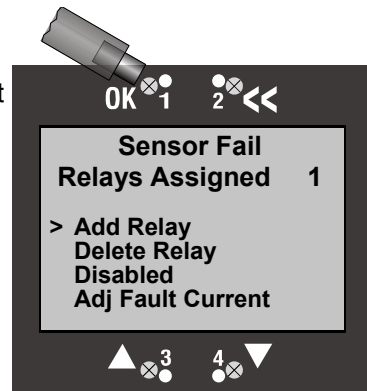 t
OK 1 2 <<
Sensor Fail
Relays Assigned 1
> Add Relay
Delete Relay
Disabled
Adj Fault Current
3 4